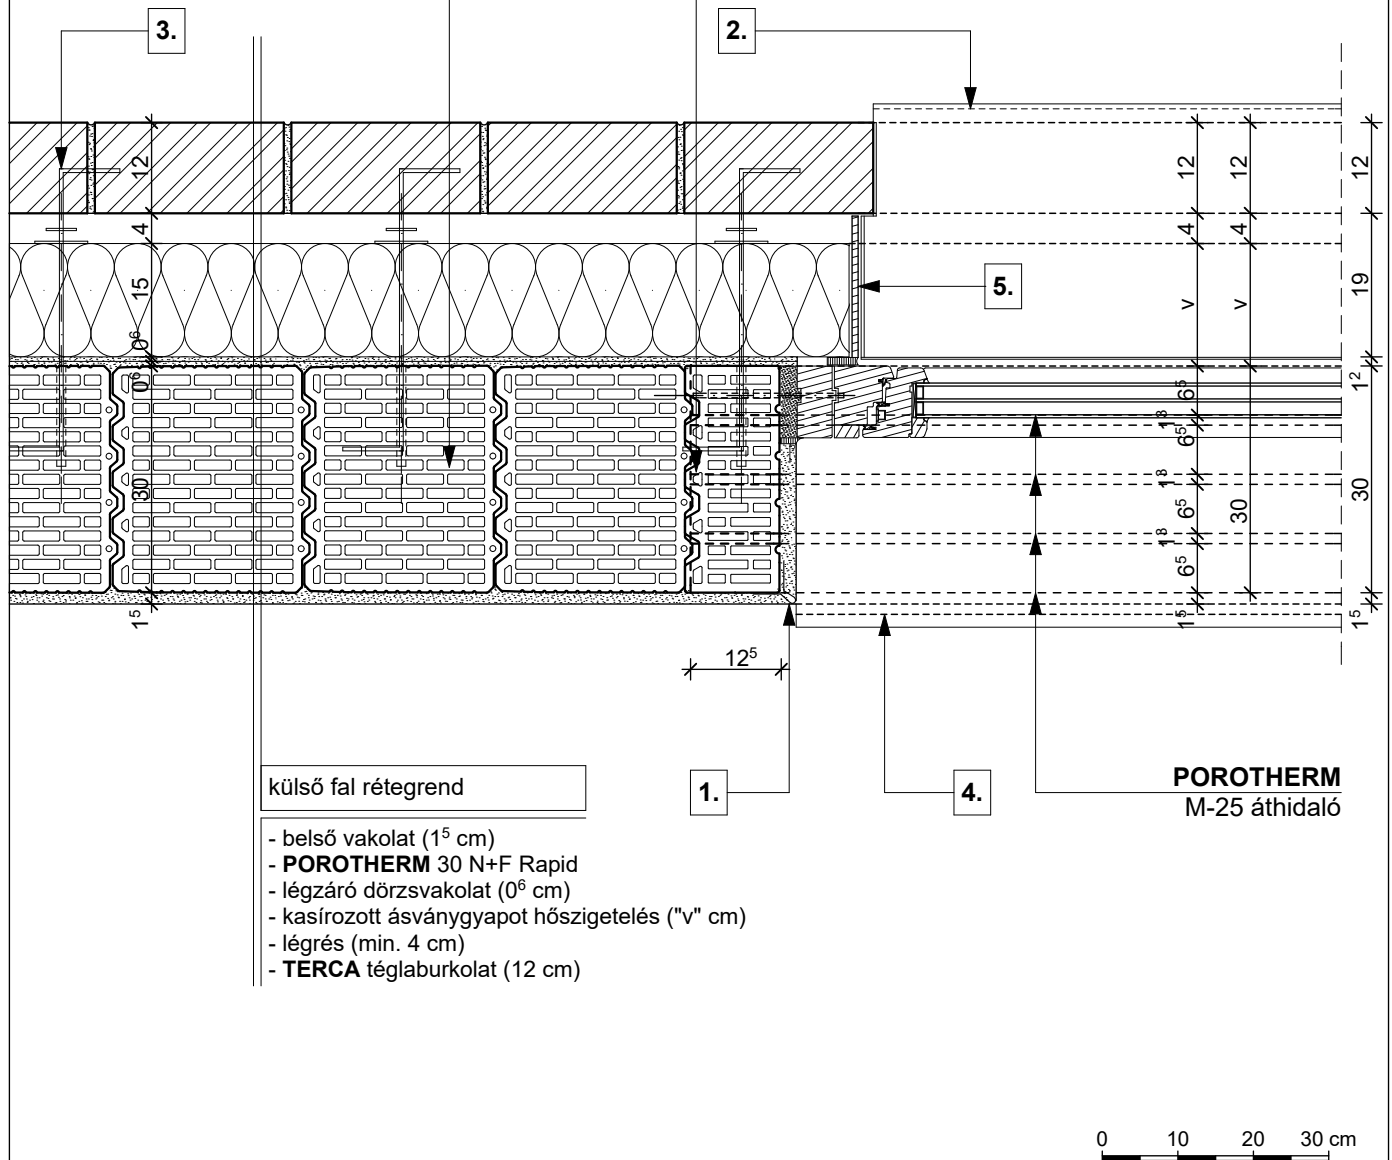 3.
2.
12
4
15
0⁶
0⁶
30
1⁵
12
4
v
6⁵
1⁸
6⁵
1⁸
6⁵
1⁸
6⁵
1⁵
12
4
v
30
12
19
1²
30
1⁵
5.
12⁵
1.
4.
POROTHERM
M-25 áthidaló
külső fal rétegrend
- belső vakolat (1⁵ cm)
- POROTHERM 30 N+F Rapid
- légzáró dörzsvakolat (0⁶ cm)
- kasírozott ásványgyapot hőszigetelés ("v" cm)
- légrés (min. 4 cm)
- TERCA téglaburkolat (12 cm)
0 10 20 30 cm